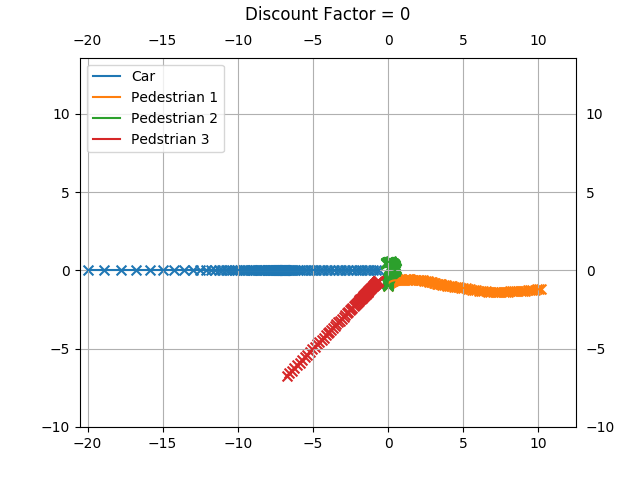 Discount Factor = 0
−20 −15 −10 −5 0 5 10
Car
Pedestrian 1
Pedestrian 2
Pedstrian 3
10 10
5 5
0 0
−5 −5
−10 −10
−20 −15 −10 −5 0 5 10